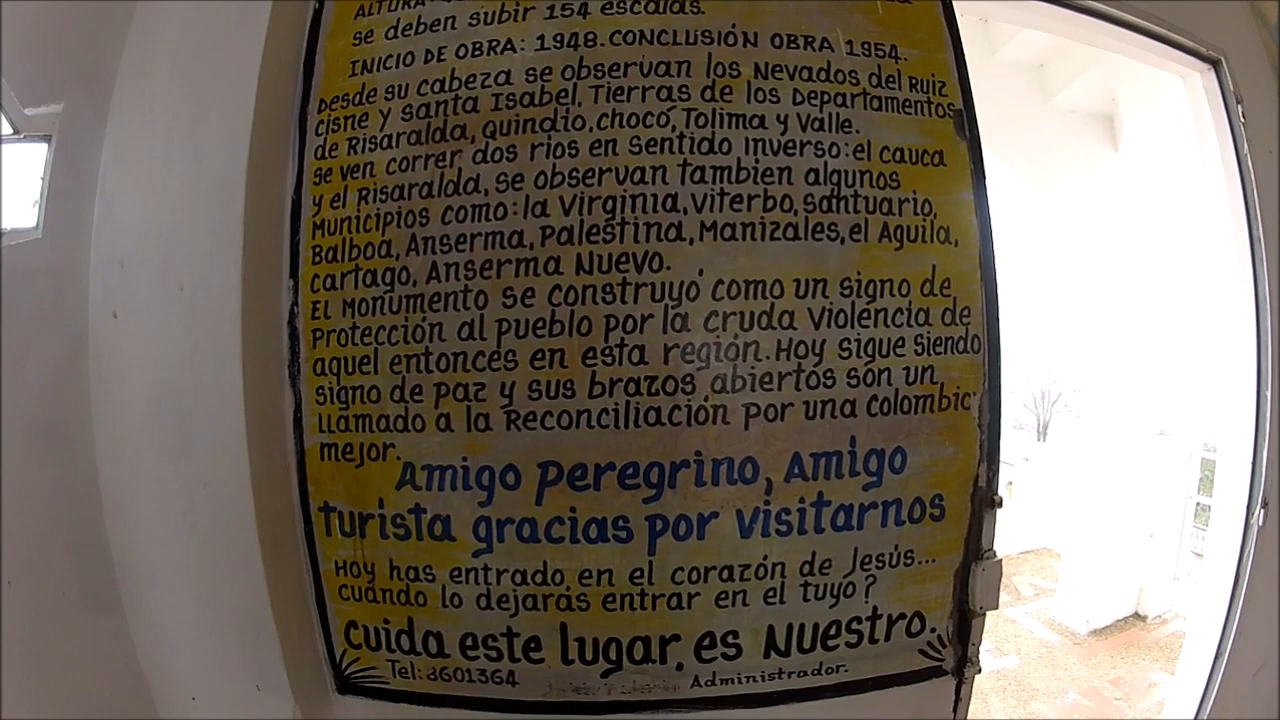 ALTURA
se deben subir 154 escalas.
INICIO DE OBRA: 1948. CONCLUSIÓN OBRA 1954.
Desde su cabeza se observan los Nevados del Ruiz
cisne y Santa Isabel, Tierras de los Departamentos
de Risaralda, Quindio, chocó, Tolima y Valle.
se ven correr dos rios en sentido inverso: el cauca
y el Risaralda, se observan tambien algunos
Municipios como: la Virginia, Viterbo, santuario,
Balboa, Anserma, Palestina, Manizales, el Aguila,
cartago, Anserma Nuevo.
El Monumento se construyó como un signo de
Protección al pueblo por la cruda Violencia de
aquel entonces en esta región. Hoy sigue siendo
signo de paz y sus brazos abiertos son un
llamado a la Reconciliación por una Colombia
mejor.
Amigo peregrino, Amigo
turista gracias por visitarnos
Hoy has entrado en el corazón de Jesús...
cuándo lo dejarás entrar en el tuyo?
cuida este lugar, es Nuestro.
Tel: 3601364
Administrador.